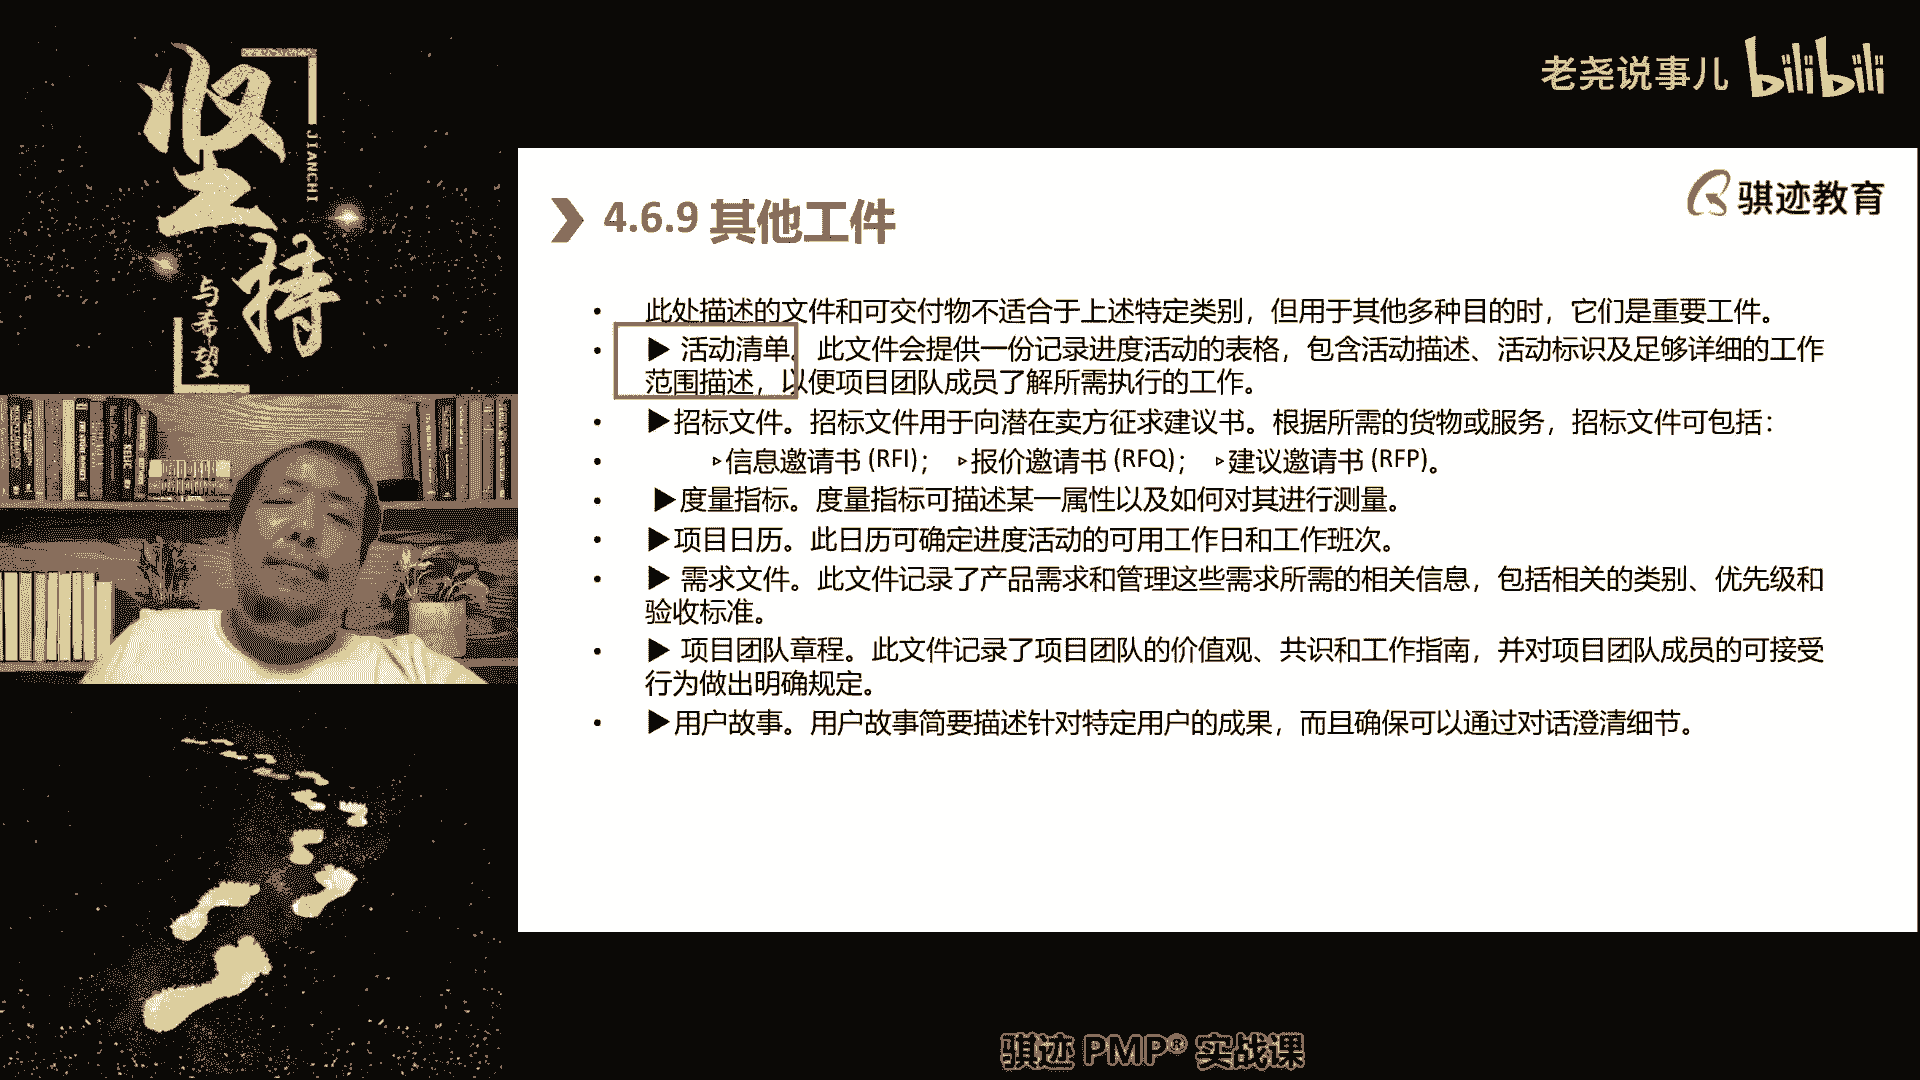 坚持
JIANCHI
与希望
老尧说事儿 bilibili
骐迹教育
4.6.9 其他工件
• 此处描述的文件和可交付物不适合于上述特定类别，但用于其他多种目的时，它们是重要工件。
• ▶ 活动清单。此文件会提供一份记录进度活动的表格，包含活动描述、活动标识及足够详细的工作
范围描述，以便项目团队成员了解所需执行的工作。
• ▶招标文件。招标文件用于向潜在卖方征求建议书。根据所需的货物或服务，招标文件可包括：
• ▹信息邀请书 (RFI)； ▹报价邀请书 (RFQ)； ▹建议邀请书 (RFP)。
• ▶度量指标。度量指标可描述某一属性以及如何对其进行测量。
• ▶项目日历。此日历可确定进度活动的可用工作日和工作班次。
• ▶ 需求文件。此文件记录了产品需求和管理这些需求所需的相关信息，包括相关的类别、优先级和
验收标准。
• ▶ 项目团队章程。此文件记录了项目团队的价值观、共识和工作指南，并对项目团队成员的可接受
行为做出明确规定。
• ▶用户故事。用户故事简要描述针对特定用户的成果，而且确保可以通过对话澄清细节。
骐迹 PMP® 实战课